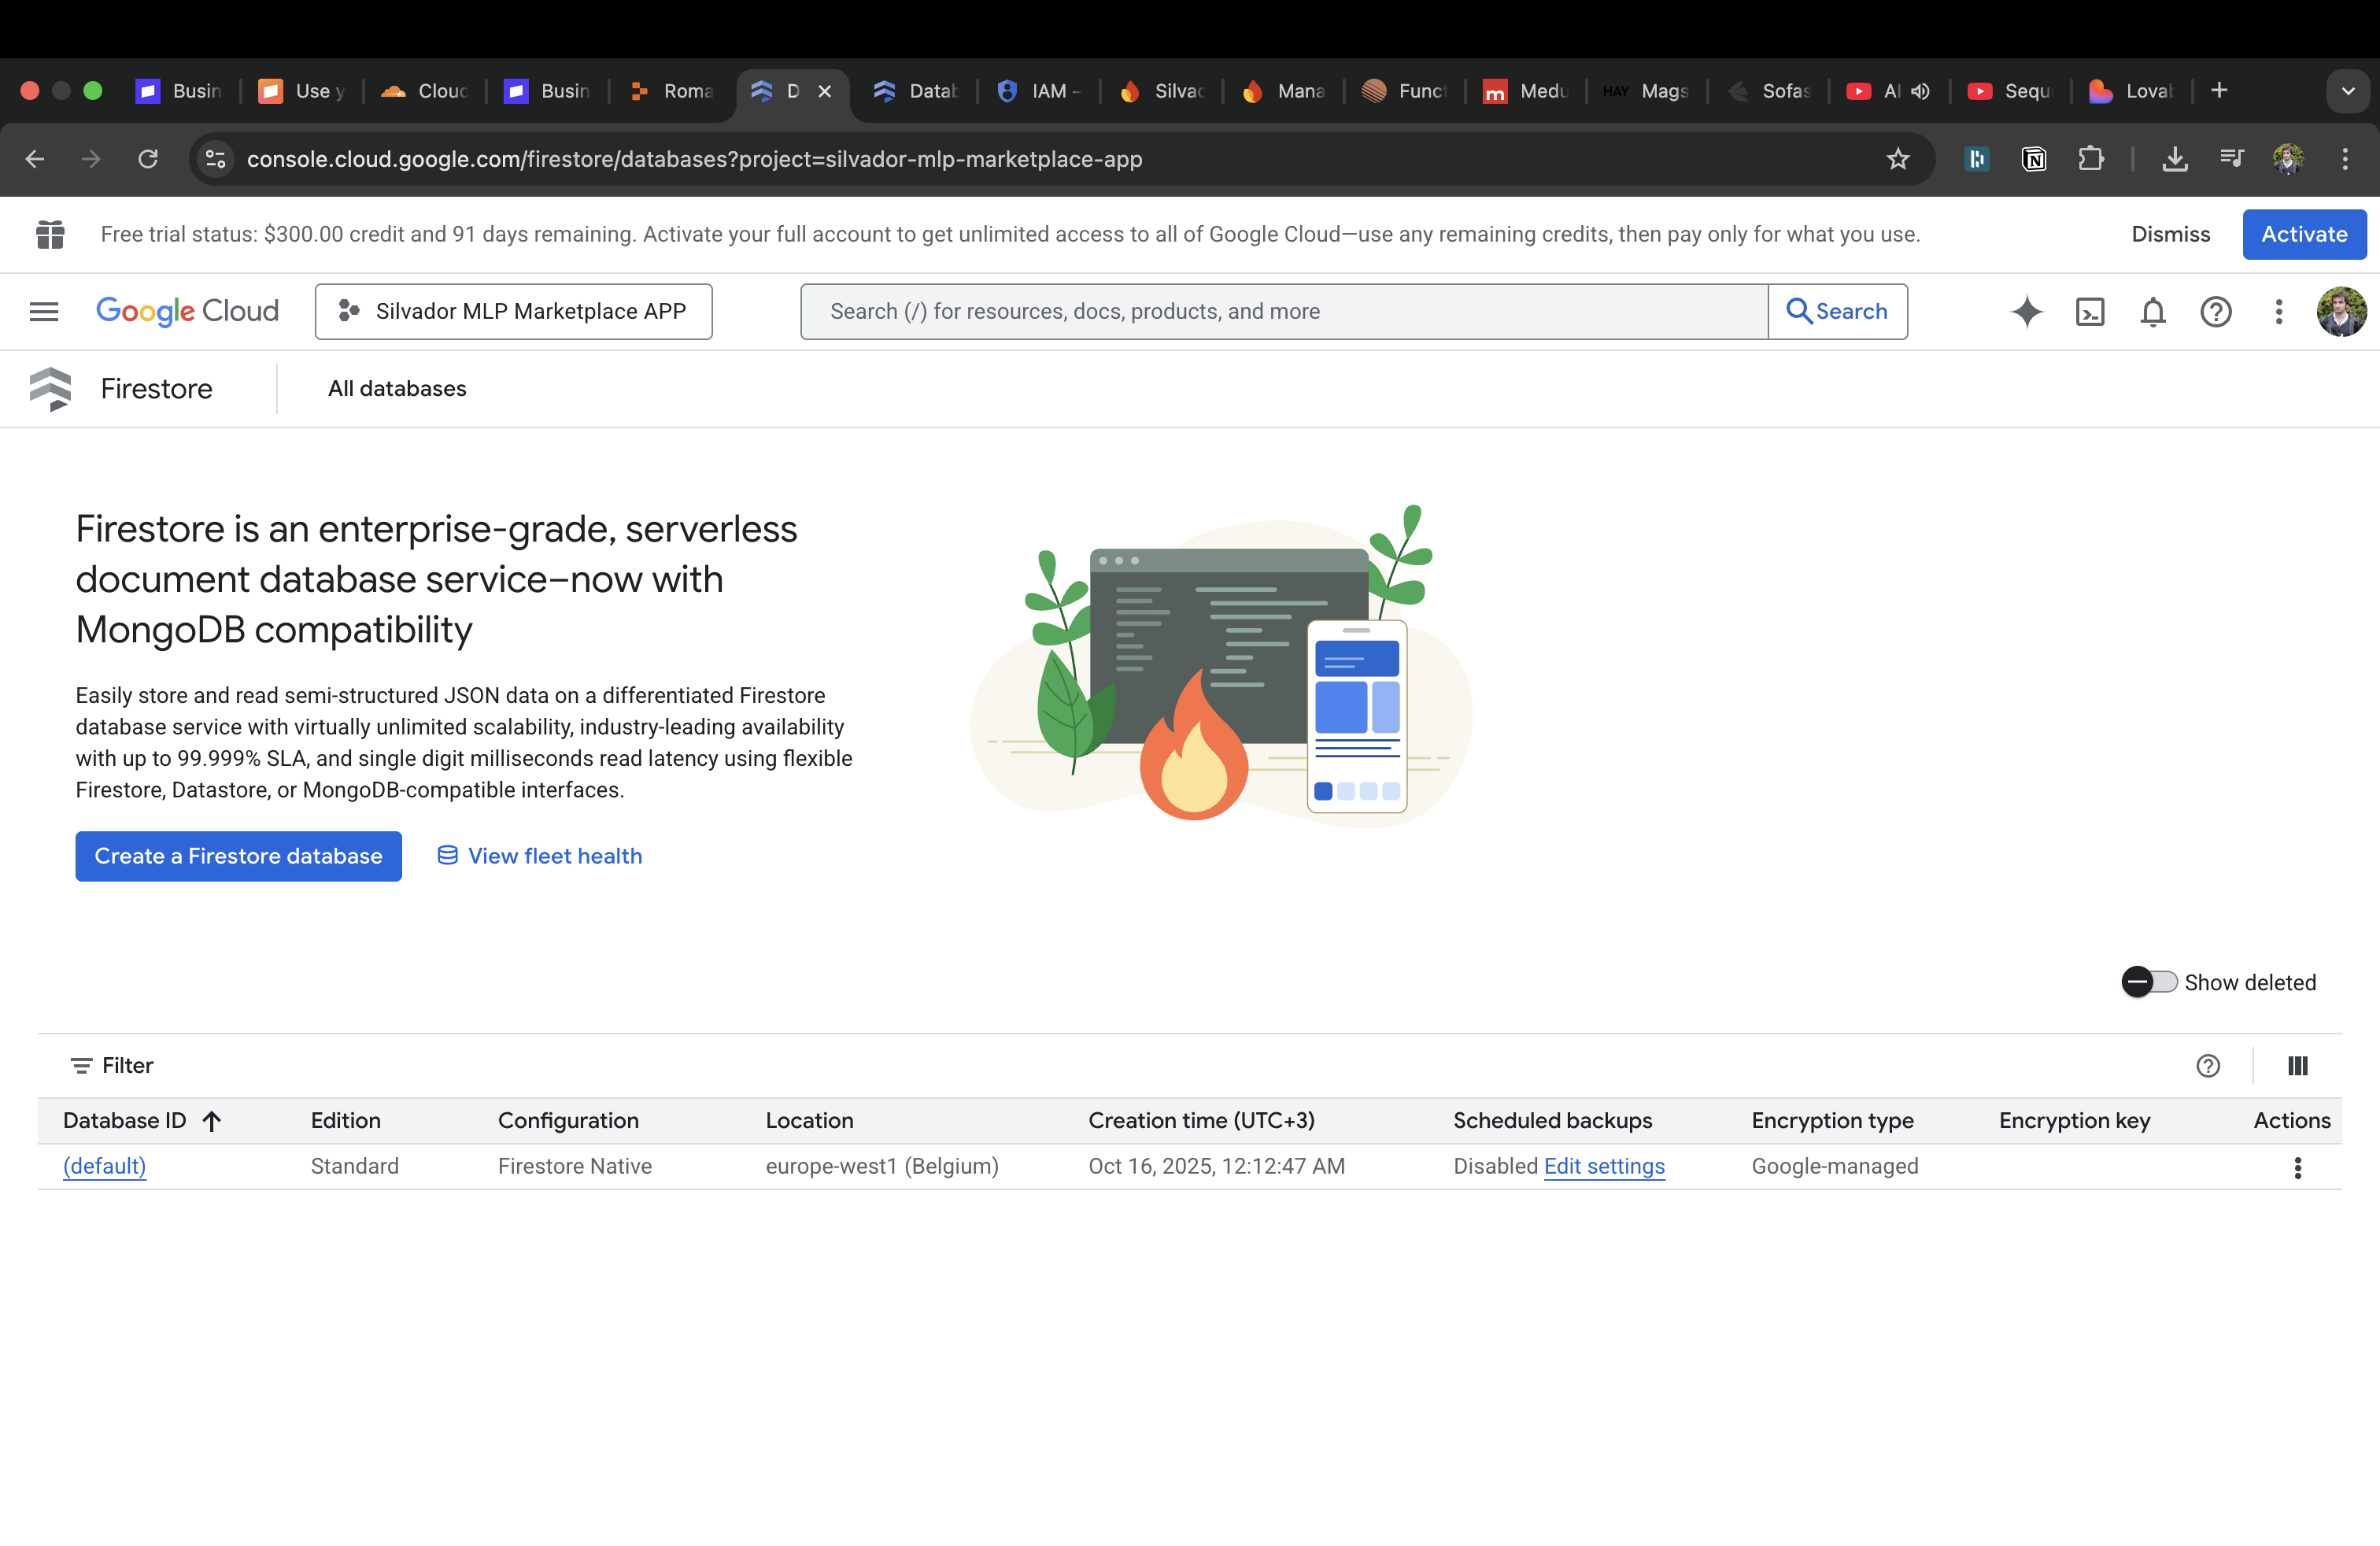 Busin
Use y
Cloud
Busin
Roma
D
Datab
IAM –
Silvad
Mana
Funct
m
Medu
HAY
Mags
Sofas
AI
Sequ
Lovab
console.cloud.google.com/firestore/databases?project=silvador-mlp-marketplace-app
Free trial status: $300.00 credit and 91 days remaining. Activate your full account to get unlimited access to all of Google Cloud—use any remaining credits, then pay only for what you use.
Dismiss
Activate
Google Cloud
Silvador MLP Marketplace APP
Search (/) for resources, docs, products, and more
Search
Firestore
All databases
Firestore is an enterprise-grade, serverless
document database service–now with
MongoDB compatibility
Easily store and read semi-structured JSON data on a differentiated Firestore
database service with virtually unlimited scalability, industry-leading availability
with up to 99.999% SLA, and single digit milliseconds read latency using flexible
Firestore, Datastore, or MongoDB-compatible interfaces.
Create a Firestore database
View fleet health
Show deleted
Filter
Database ID
Edition
Configuration
Location
Creation time (UTC+3)
Scheduled backups
Encryption type
Encryption key
Actions
(default)
Standard
Firestore Native
europe-west1 (Belgium)
Oct 16, 2025, 12:12:47 AM
Disabled Edit settings
Google-managed